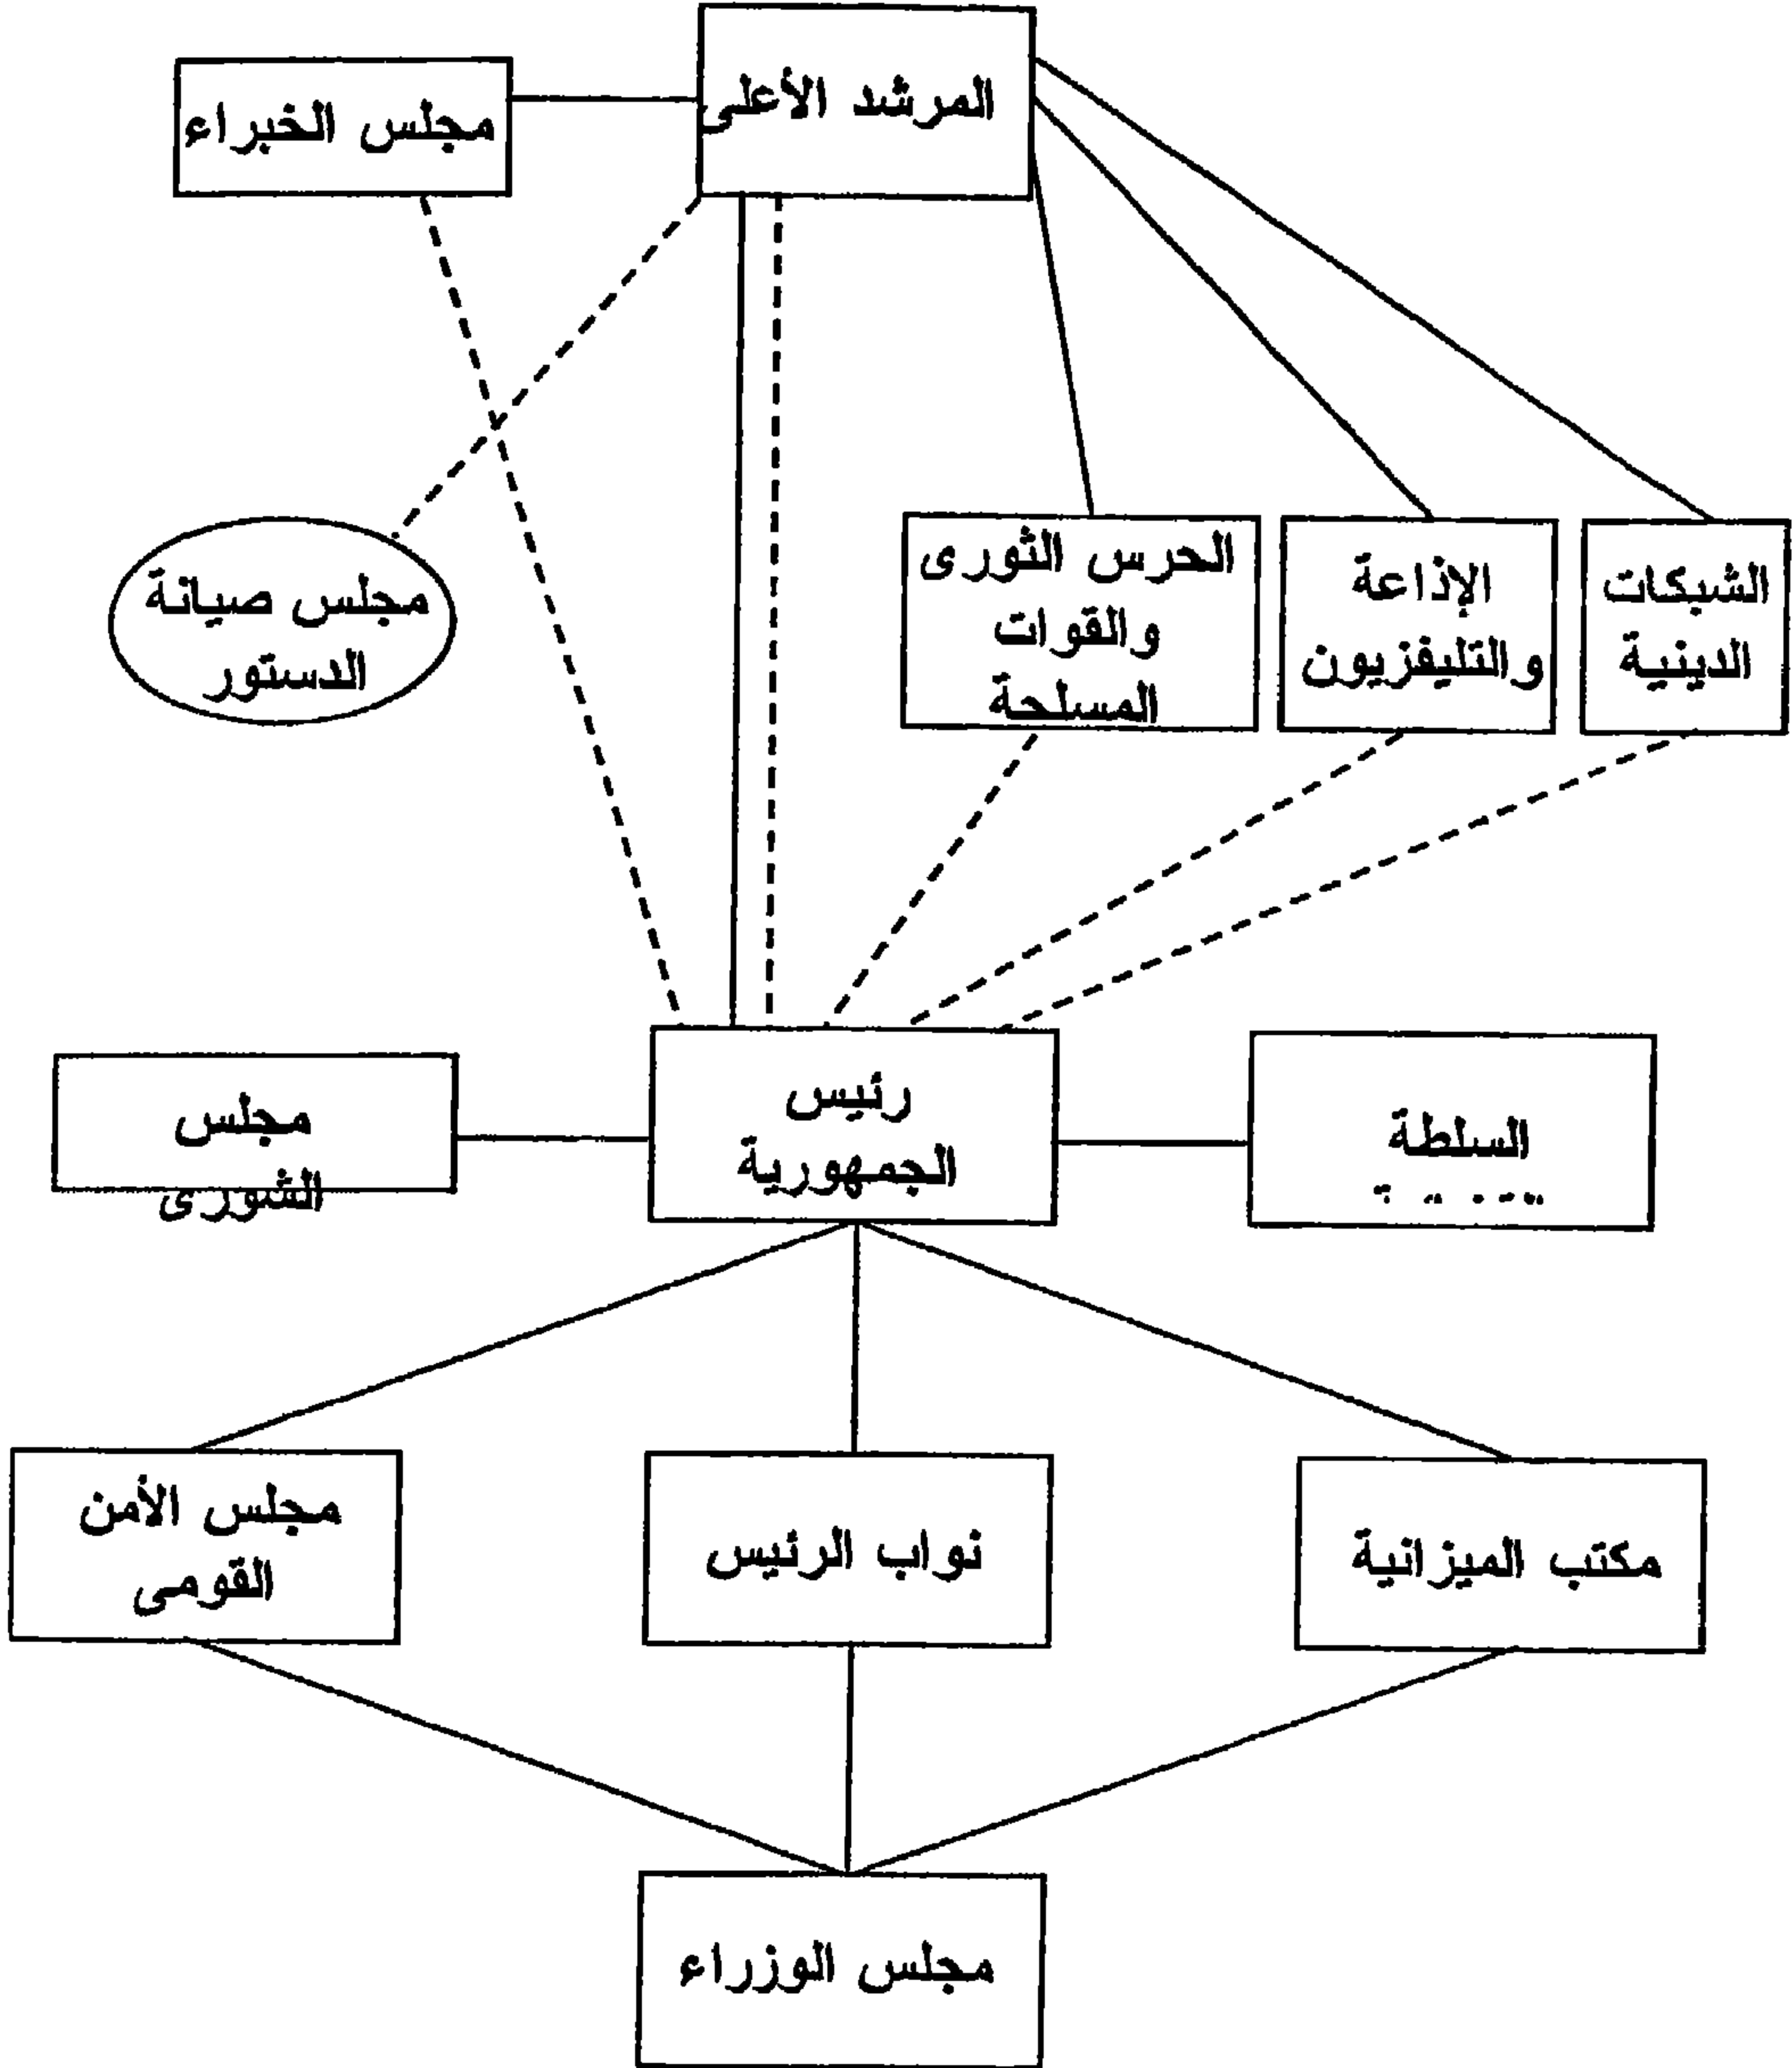 المرشد الأعلى
مجلس الخبراء
الشبكات
الدينية
الإذاعة
والتليفزيون
الحرس الثورى
والقوات
المسلحة
مجلس صيانة
الدستور
السلطة
رئيس
الجمهورية
مجلس
الشورى
مكتب الميزانية
نواب الرئيس
مجلس الأمن
القومى
مجلس الوزراء